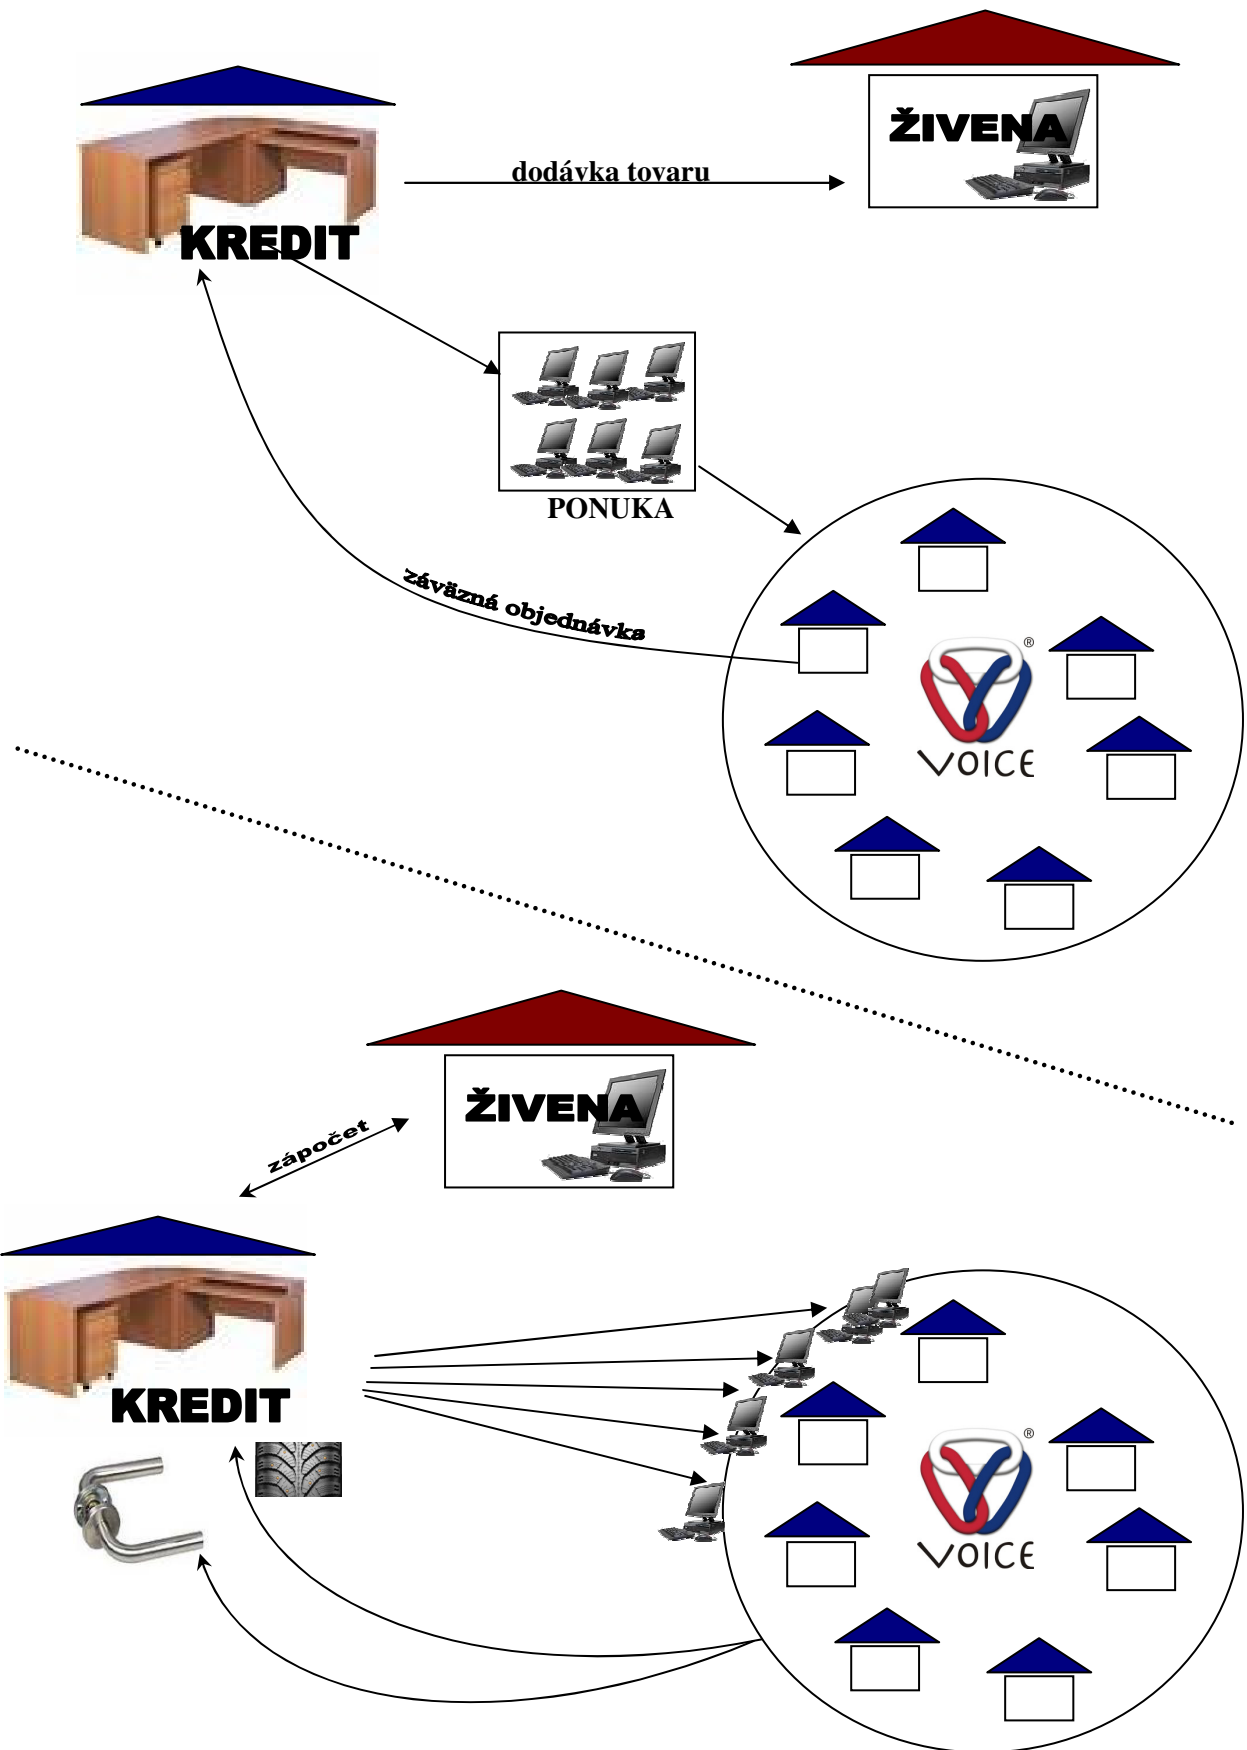 ŽIVENA
dodávka tovaru
KREDIT
PONUKA
záväzná objednávka
®
VOICE
ŽIVENA
zápočet
KREDIT
®
VOICE